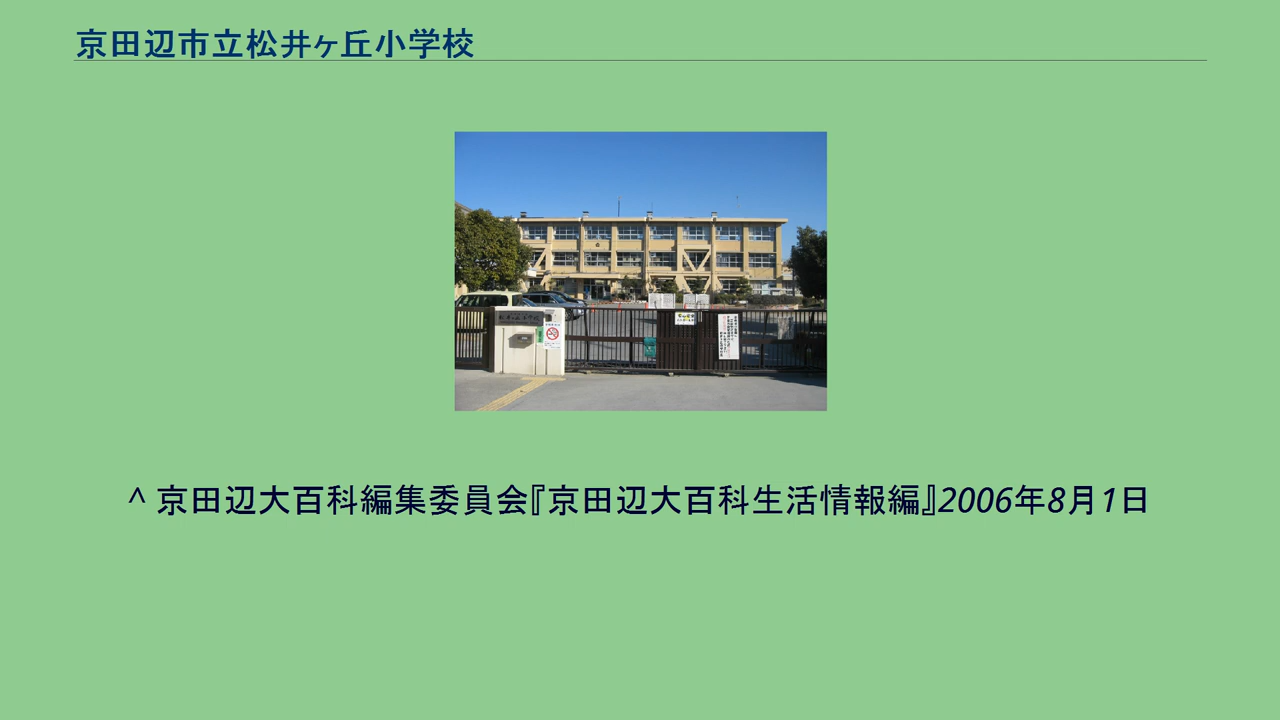 京田辺市立松井ヶ丘小学校
^ 京田辺大百科編集委員会『京田辺大百科生活情報編』2006年8月1日